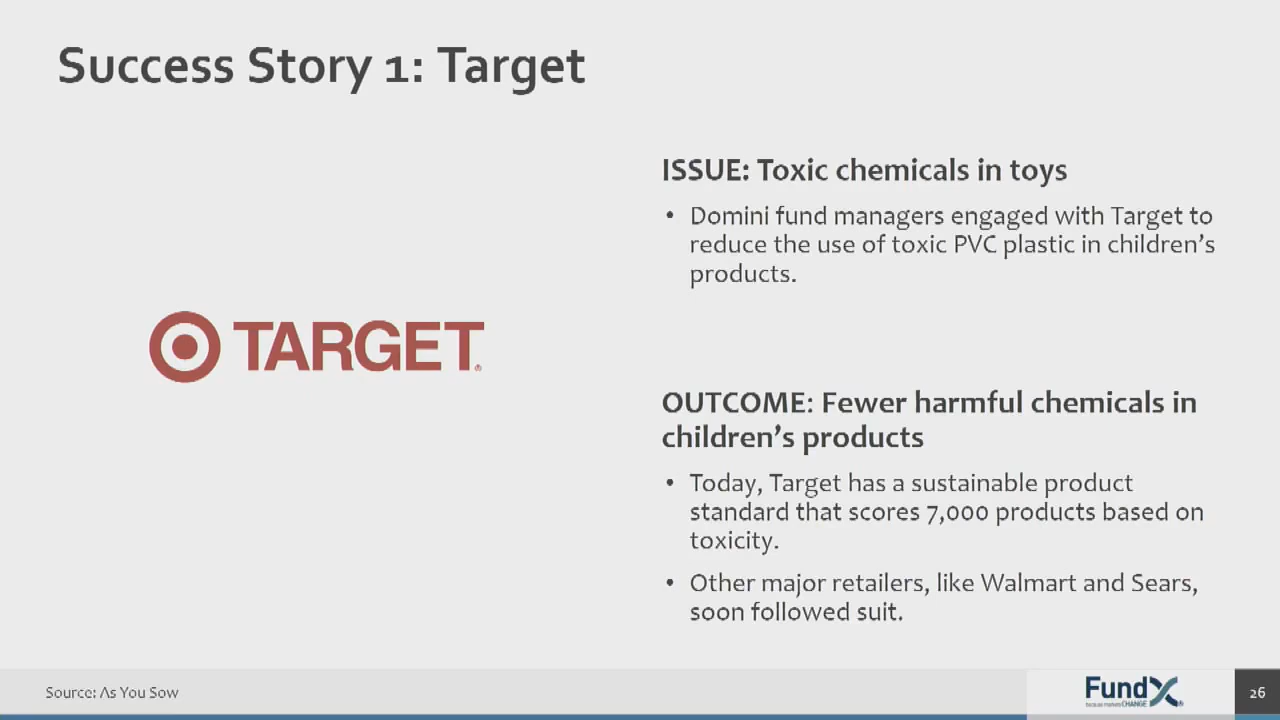 Success Story 1: Target
TARGET®
ISSUE: Toxic chemicals in toys
• Domini fund managers engaged with Target to
reduce the use of toxic PVC plastic in children’s
products.
OUTCOME: Fewer harmful chemicals in
children’s products
• Today, Target has a sustainable product
standard that scores 7,000 products based on
toxicity.
• Other major retailers, like Walmart and Sears,
soon followed suit.
Source: As You Sow
FundX®
because markets CHANGE
26